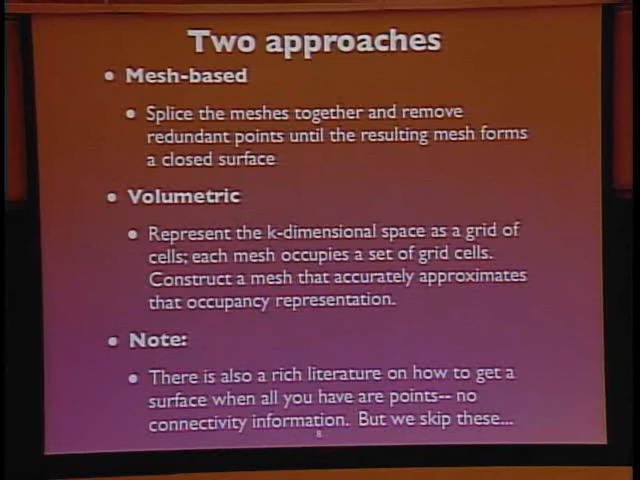 Two approaches
• Mesh-based
• Splice the meshes together and remove
redundant points until the resulting mesh forms
a closed surface
• Volumetric
• Represent the k-dimensional space as a grid of
cells; each mesh occupies a set of grid cells.
Construct a mesh that accurately approximates
that occupancy representation.
• Note:
• There is also a rich literature on how to get a
surface when all you have are points-- no
connectivity information. But we skip these...
8